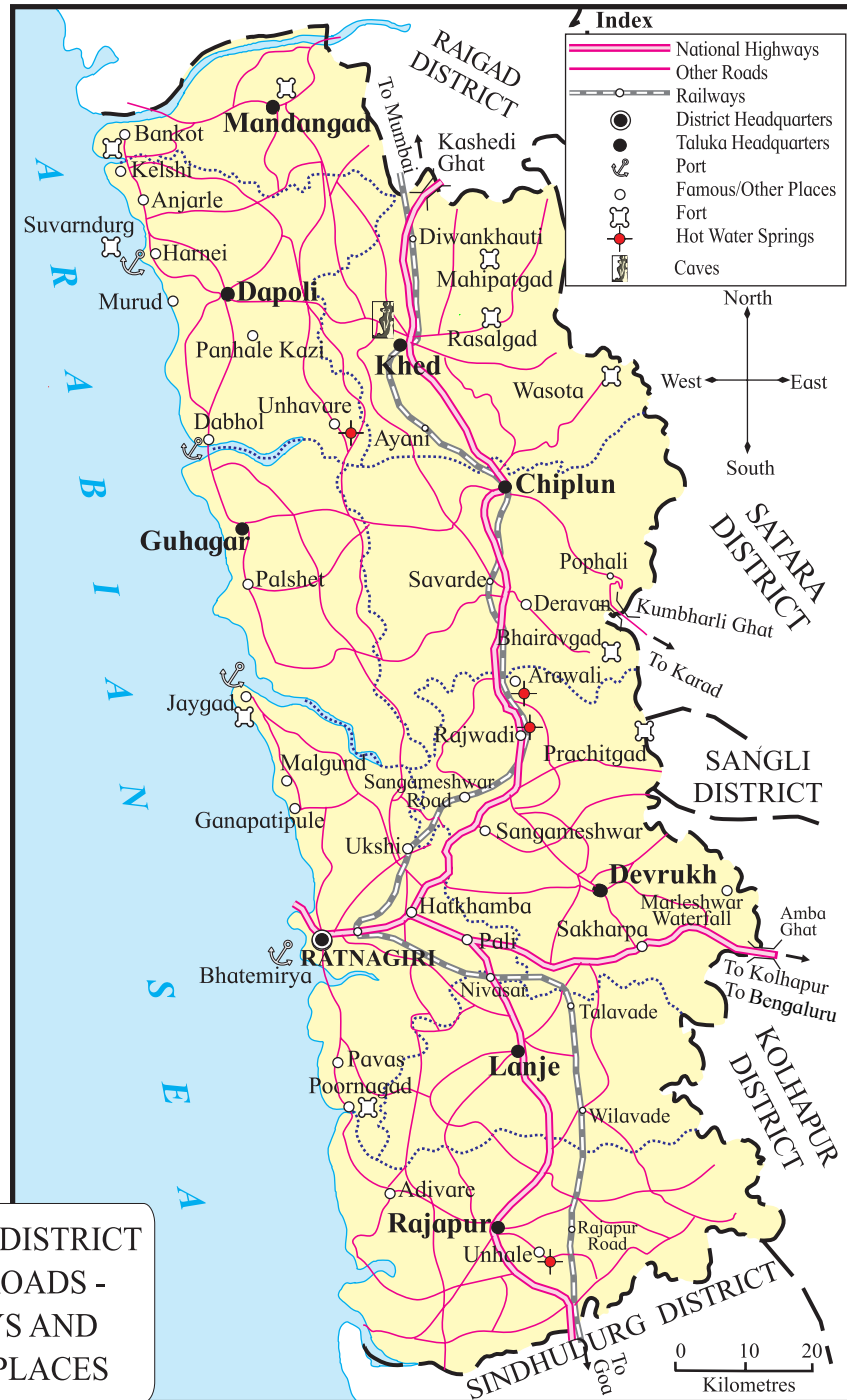 Index
National Highways
Other Roads
Railways
District Headquarters
Taluka Headquarters
Port
Famous/Other Places
Fort
Hot Water Springs
Caves
North
West
East
South
RAIGAD
DISTRICT
To Mumbai
Kashedi
Ghat
Mandangad
Bankot
Kelshi
Anjarle
Suvarndurg
Harnei
Murud
Dapoli
Panhale Kazi
Diwankhauti
Mahipatgad
Rasalgad
Khed
Wasota
Unhavare
Ayani
Dabhol
Chiplun
Guhagar
SATARA
DISTRICT
Palshet
Savarde
Pophali
Deravan
Kumbharli Ghat
Bhairavgad
To Karad
Arawali
Jaygad
Rajwadi
Prachitgad
SANGLI
DISTRICT
Malgund
Sangameshwar
Road
Ganapatipule
Ukshi
Sangameshwar
Devrukh
Marleshwar
Waterfall
Hatkhamba
Amba
Ghat
Sakharpa
Pali
RATNAGIRI
Bhatemirya
To Kolhapur
To Bengaluru
Nivasar
Talavade
KOLHAPUR
DISTRICT
Pavas
Lanje
Poornagad
Wilavade
Adivare
Rajapur
Rajapur
Road
Unhale
SINDHUDURG DISTRICT
To
Goa
ARABIAN SEA
0 10 20
Kilometres
DISTRICT
OADS -
S AND
PLACES